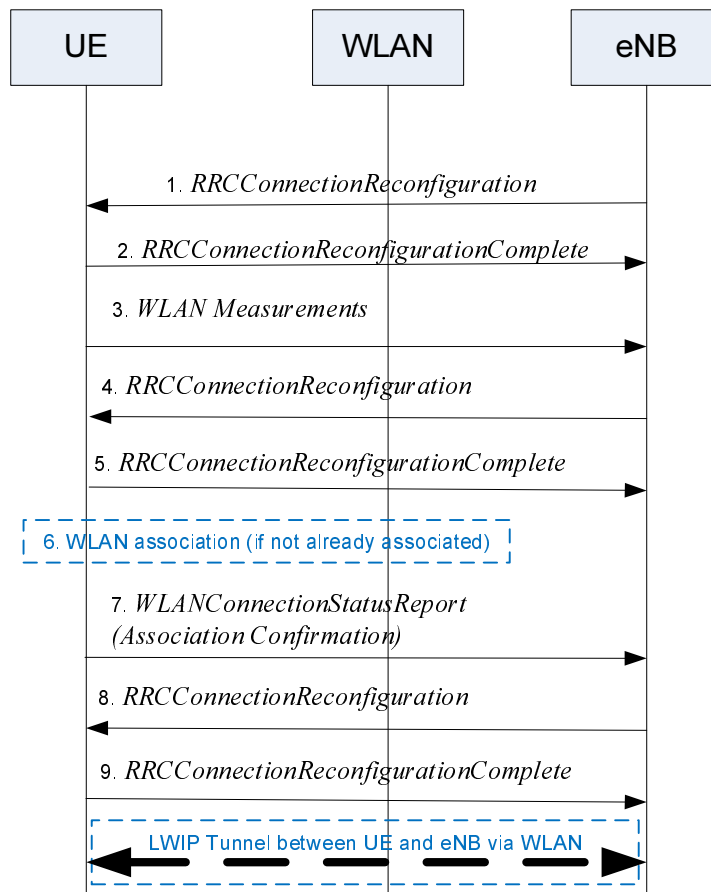 UE
WLAN
eNB
1. RRCConnectionReconfiguration
2. RRCConnectionReconfigurationComplete
3. WLAN Measurements
4. RRCConnectionReconfiguration
5. RRCConnectionReconfigurationComplete
6. WLAN association (if not already associated)
7. WLANConnectionStatusReport
(Association Confirmation)
8. RRCConnectionReconfiguration
9. RRCConnectionReconfigurationComplete
LWIP Tunnel between UE and eNB via WLAN